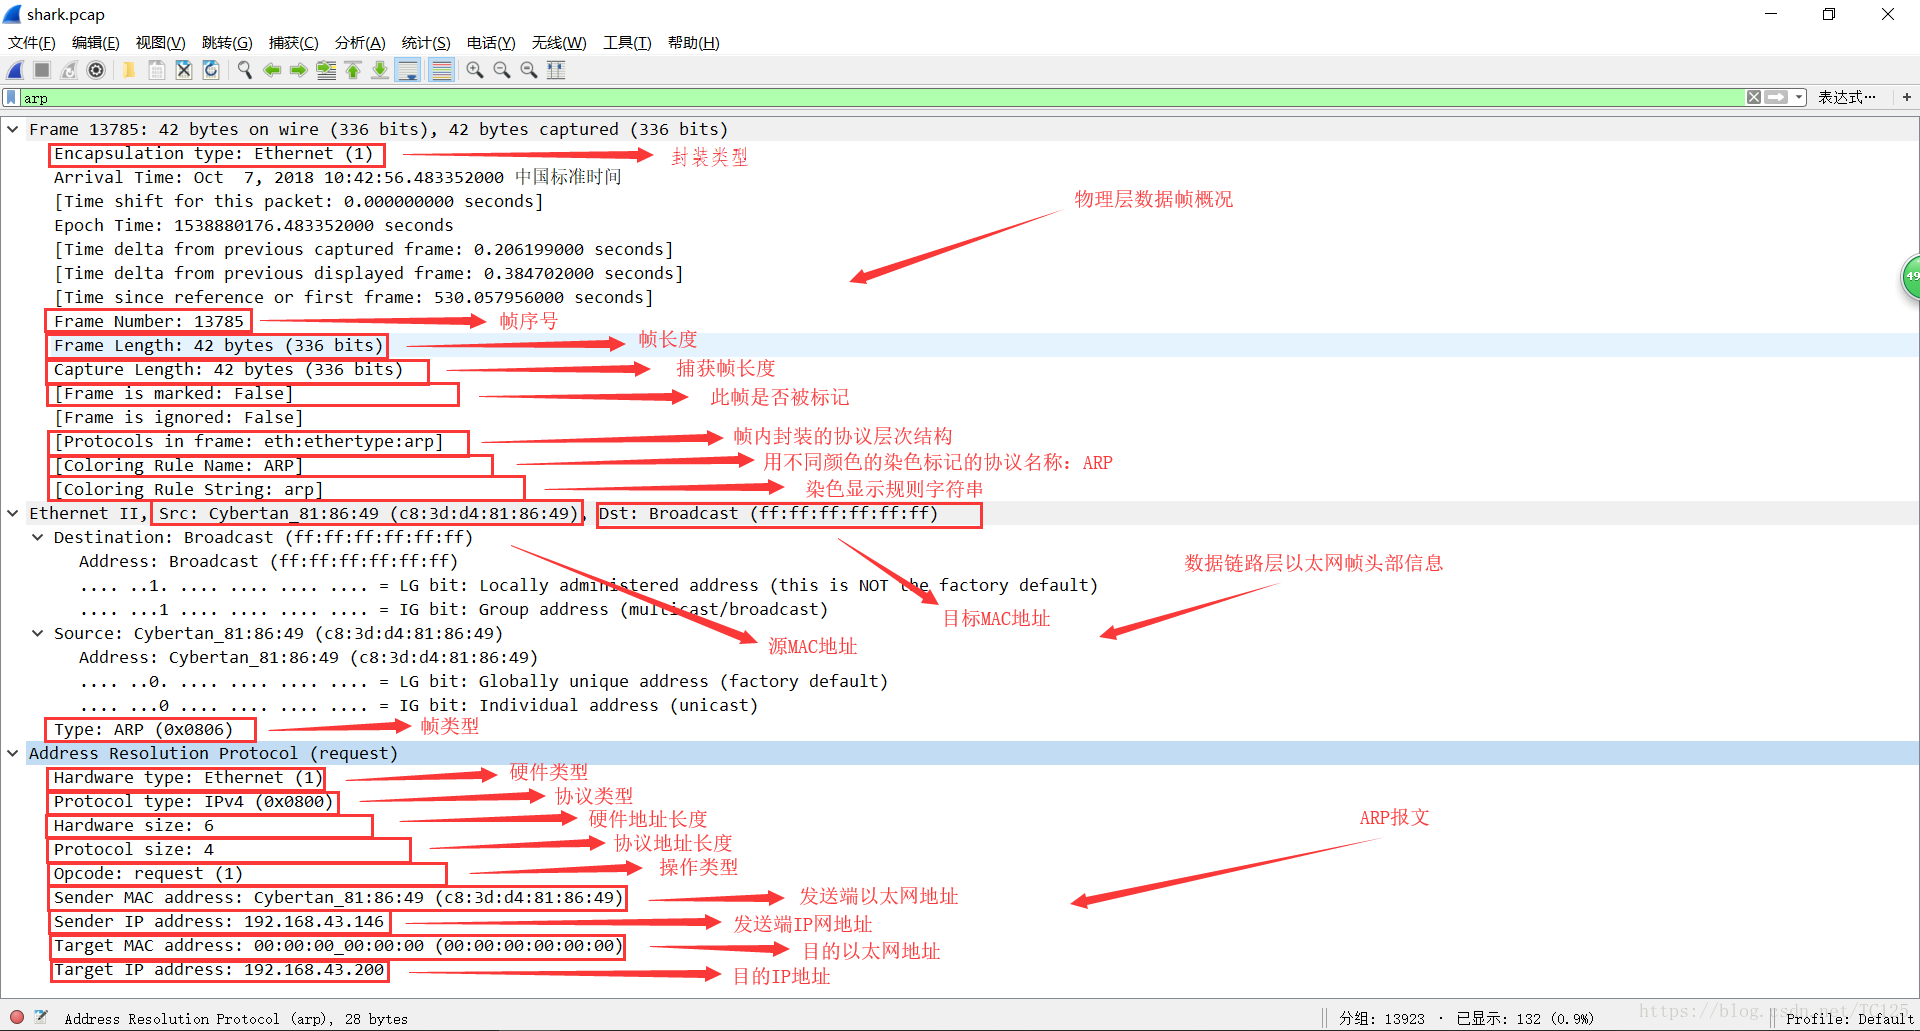 shark.pcap
文件(F) 编辑(E) 视图(V) 跳转(G) 捕获(C) 分析(A) 统计(S) 电话(Y) 无线(W) 工具(T) 帮助(H)
arp 表达式… +
Frame 13785: 42 bytes on wire (336 bits), 42 bytes captured (336 bits)
Encapsulation type: Ethernet (1) 封装类型
Arrival Time: Oct 7, 2018 10:42:56.483352000 中国标准时间
[Time shift for this packet: 0.000000000 seconds] 物理层数据帧概况
Epoch Time: 1538880176.483352000 seconds
[Time delta from previous captured frame: 0.206199000 seconds]
[Time delta from previous displayed frame: 0.384702000 seconds] 49
[Time since reference or first frame: 530.057956000 seconds]
Frame Number: 13785 帧序号
Frame Length: 42 bytes (336 bits) 帧长度
Capture Length: 42 bytes (336 bits) 捕获帧长度
[Frame is marked: False] 此帧是否被标记
[Frame is ignored: False]
[Protocols in frame: eth:ethertype:arp] 帧内封装的协议层次结构
[Coloring Rule Name: ARP] 用不同颜色的染色标记的协议名称：ARP
[Coloring Rule String: arp] 染色显示规则字符串
Ethernet II, Src: Cybertan_81:86:49 (c8:3d:d4:81:86:49), Dst: Broadcast (ff:ff:ff:ff:ff:ff)
Destination: Broadcast (ff:ff:ff:ff:ff:ff)
Address: Broadcast (ff:ff:ff:ff:ff:ff) 数据链路层以太网帧头部信息
.... ..1. .... .... .... .... = LG bit: Locally administered address (this is NOT the factory default)
.... ...1 .... .... .... .... = IG bit: Group address (multicast/broadcast) 目标MAC地址
Source: Cybertan_81:86:49 (c8:3d:d4:81:86:49) 源MAC地址
Address: Cybertan_81:86:49 (c8:3d:d4:81:86:49)
.... ..0. .... .... .... .... = LG bit: Globally unique address (factory default)
.... ...0 .... .... .... .... = IG bit: Individual address (unicast)
Type: ARP (0x0806) 帧类型
Address Resolution Protocol (request)
Hardware type: Ethernet (1) 硬件类型
Protocol type: IPv4 (0x0800) 协议类型
Hardware size: 6 硬件地址长度 ARP报文
Protocol size: 4 协议地址长度
Opcode: request (1) 操作类型
Sender MAC address: Cybertan_81:86:49 (c8:3d:d4:81:86:49) 发送端以太网地址
Sender IP address: 192.168.43.146 发送端IP网地址
Target MAC address: 00:00:00_00:00:00 (00:00:00:00:00:00) 目的以太网地址
Target IP address: 192.168.43.200 目的IP地址
https://blog.csdn.net/TC125
Address Resolution Protocol (arp), 28 bytes 分组: 13923 · 已显示: 132 (0.9%) Profile: Default